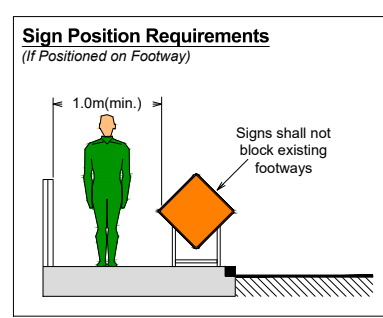 Sign Position Requirements
(If Positioned on Footway)
1.0m(min.)
Signs shall not
block existing
footways